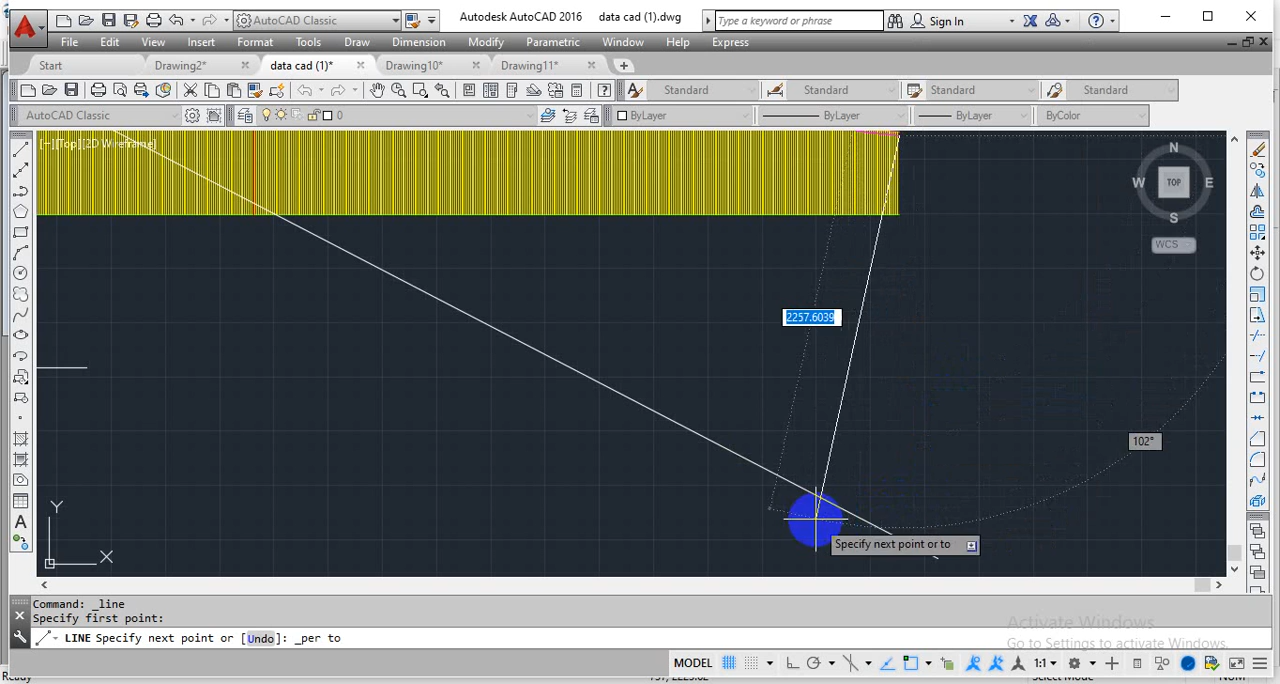 AutoCAD Classic
Autodesk AutoCAD 2016 data cad (1).dwg
Type a keyword or phrase
Sign In
File Edit View Insert Format Tools Draw Dimension Modify Parametric Window Help Express
Start Drawing2* data cad (1)* Drawing10* Drawing11*
Standard Standard Standard Standard
AutoCAD Classic 0 ByLayer ByLayer ByLayer ByColor
[−][Top][2D Wireframe]
N
W TOP E
S
WCS
2257.6039
102°
Y
X
Specify next point or to
Command: _line
Specify first point:
LINE Specify next point or [Undo]: _per to
Activate Windows
Go to Settings to activate Windows.
MODEL 1:1
Ready